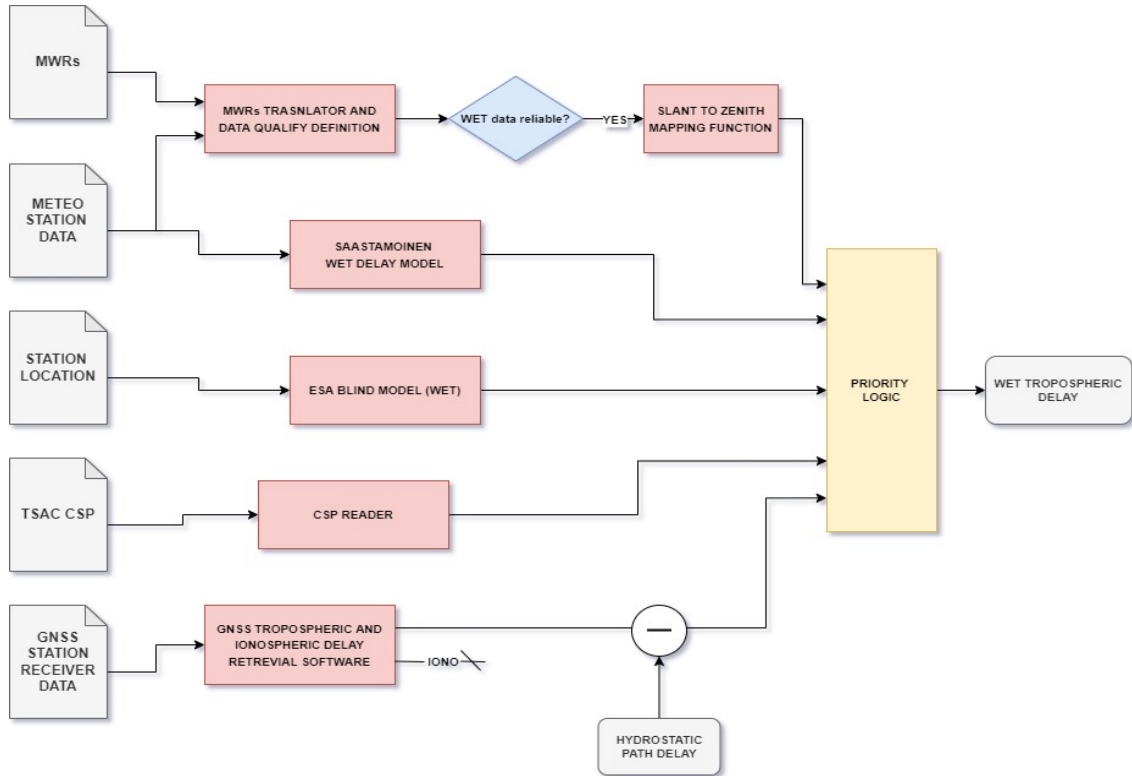 MWRs
MWRs TRASNLATOR AND
DATA QUALIFY DEFINITION
WET data reliable?
YES
SLANT TO ZENITH
MAPPING FUNCTION
METEO
STATION
DATA
SAASTAMOINEN
WET DELAY MODEL
STATION
LOCATION
ESA BLIND MODEL (WET)
PRIORITY
LOGIC
WET TROPOSPHERIC
DELAY
TSAC CSP
CSP READER
GNSS
STATION
RECEIVER
DATA
GNSS TROPOSPHERIC AND
IONOSPHERIC DELAY
RETREVIAL SOFTWARE
IONO
HYDROSTATIC
PATH DELAY